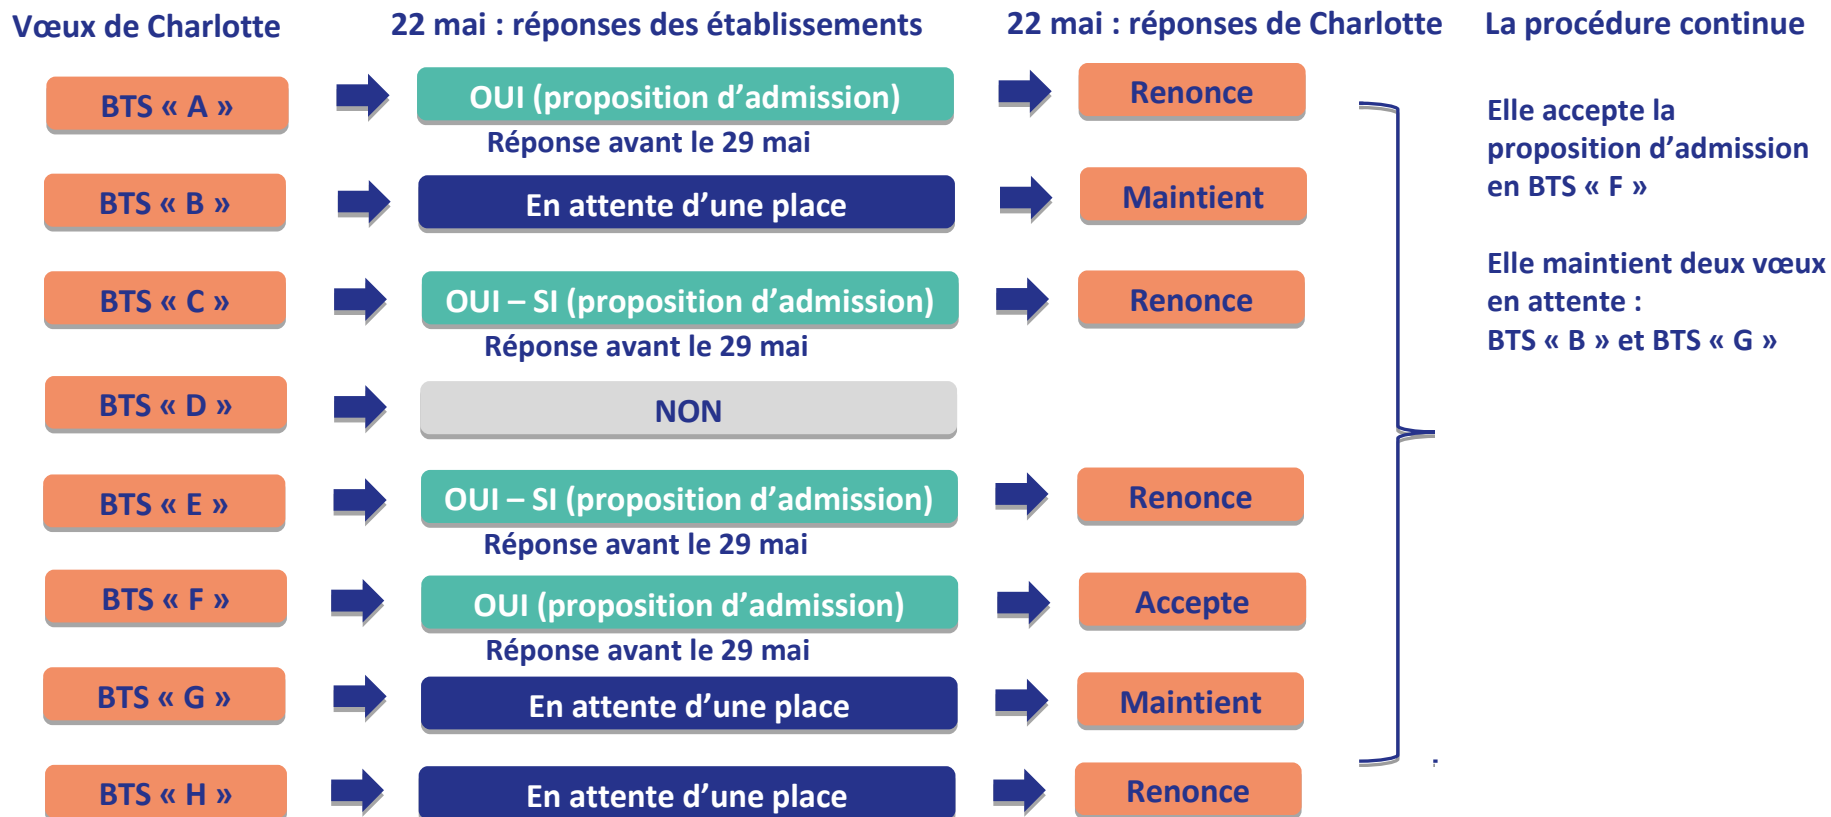 Vœux de Charlotte
22 mai : réponses des établissements
22 mai : réponses de Charlotte
La procédure continue
BTS « A »
OUI (proposition d’admission)
Renonce
Réponse avant le 29 mai
BTS « B »
En attente d’une place
Maintient
BTS « C »
OUI – SI (proposition d’admission)
Renonce
Réponse avant le 29 mai
BTS « D »
NON
BTS « E »
OUI – SI (proposition d’admission)
Renonce
Réponse avant le 29 mai
BTS « F »
OUI (proposition d’admission)
Accepte
Réponse avant le 29 mai
BTS « G »
En attente d’une place
Maintient
BTS « H »
En attente d’une place
Renonce
Elle accepte la
proposition d’admission
en BTS « F »
Elle maintient deux vœux
en attente :
BTS « B » et BTS « G »